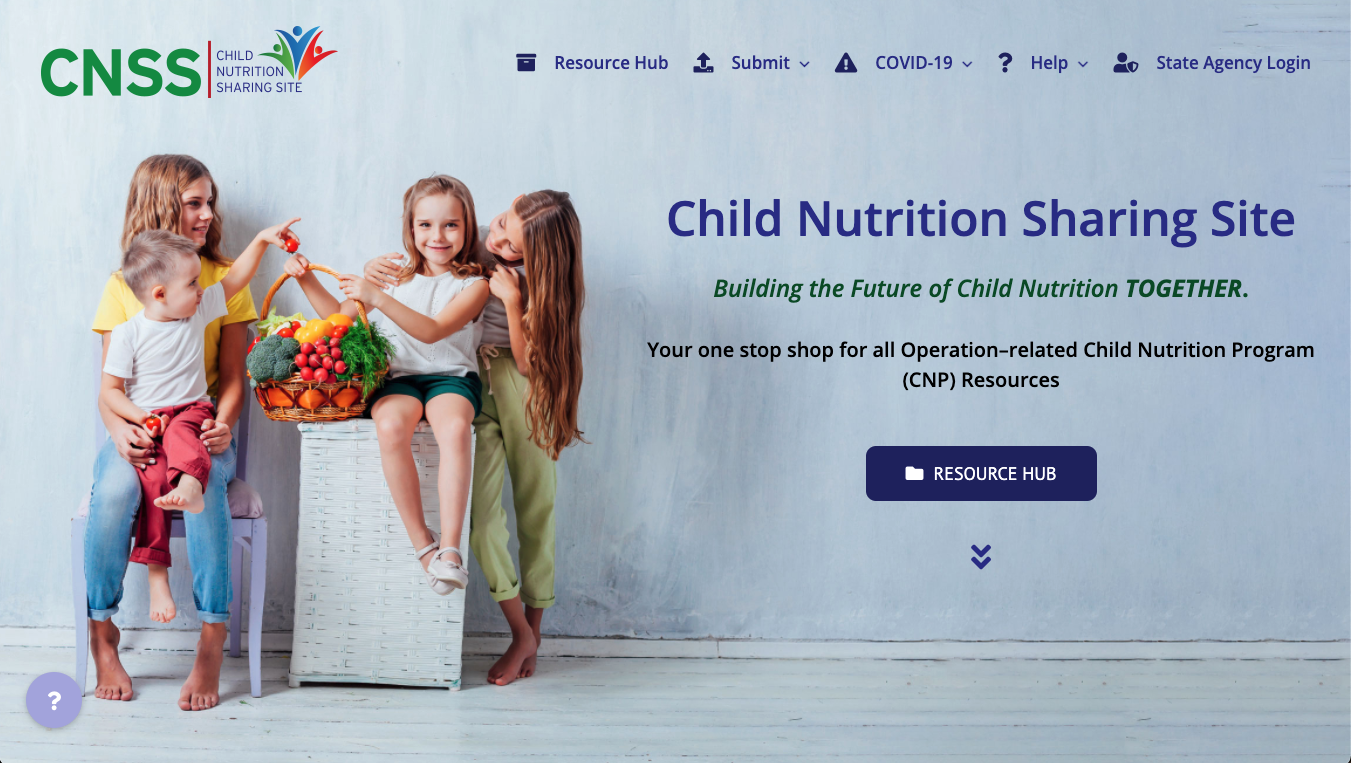 CNSS
CHILD
NUTRITION
SHARING SITE
Resource Hub
Submit
COVID-19
? Help
State Agency Login
Child Nutrition Sharing Site
Building the Future of Child Nutrition TOGETHER.
Your one stop shop for all Operation–related Child Nutrition Program
(CNP) Resources
RESOURCE HUB
?